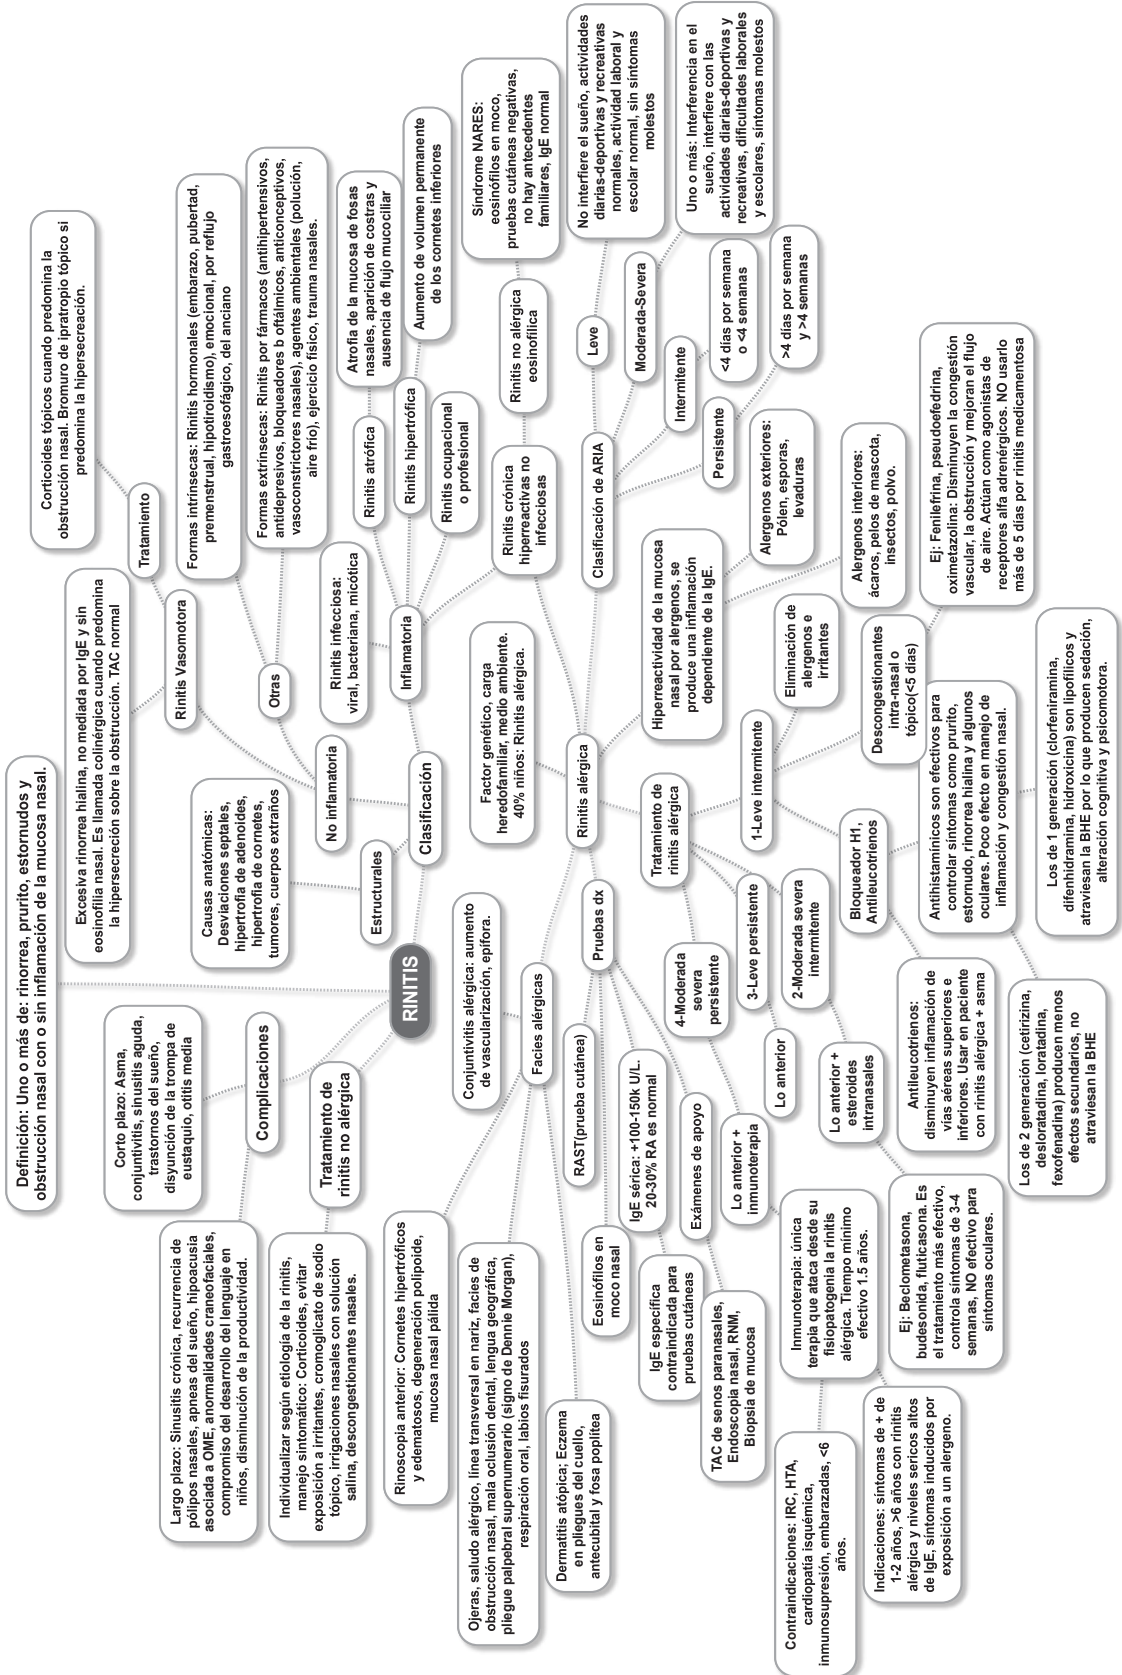 Definición: Uno o más de: rinorrea, prurito, estornudos y
obstrucción nasal con o sin inflamación de la mucosa nasal.
RINITIS
Corto plazo: Asma,
conjuntivitis, sinusitis aguda,
trastornos del sueño,
disyunción de la trompa de
eustaquio, otitis media
Complicaciones
Largo plazo: Sinusitis crónica, recurrencia de
pólipos nasales, apneas del sueño, hipoacusia
asociada a OME, anormalidades craneofaciales,
compromiso del desarrollo del lenguaje en
niños, disminución de la productividad.
Tratamiento de
rinitis no alérgica
Individualizar según etiología de la rinitis,
manejo sintomático: Corticoides, evitar
exposición a irritantes, comoglicato de sodio
tópico, irrigaciones nasales con solución
salina, descongestionantes nasales.
Clasificación
Estructurales
Causas anatómicas:
Desviaciones septales,
hipertrofia de adenoides,
hipertrofia de cornetes,
tumores, cuerpos extraños
No inflamatoria
Rinitis Vasomotora
Excesiva rinorrea hialina, no mediada por IgE y sin
eosinofilia nasal. Es llamada colinérgica cuando predomina
la hipersecreción sobre la obstrucción. TAC normal
Tratamiento
Corticoides tópicos cuando predomina la
obstrucción nasal. Bromuro de ipratropio tópico si
predomina la hipersecreción.
Otras
Formas intrínsecas: Rinitis hormonales (embarazo, pubertad,
premenstrual, hipotiroidismo), emocional, por reflujo
gastroesofágico, del anciano
Formas extrínsecas: Rinitis por fármacos (antihipertensivos,
antidepresivos, bloqueadores b oftálmicos, anticonceptivos,
vasoconstrictores nasales), agentes ambientales (polución,
aire frío), ejercicio físico, trauma nasales.
Inflamatoria
Rinitis infecciosa:
viral, bacteriana, micótica
Rinitis atrófica
Atrofia de la mucosa de fosas
nasales, aparición de costras y
ausencia de flujo mucociliar
Rinitis hipertrófica
Aumento de volumen permanente
de los cornetes inferiores
Rinitis ocupacional
o profesional
Rinitis crónica
hiperreactivas no
infecciosas
Rinitis no alérgica
eosinofílica
Síndrome NARES:
eosinófilos en moco,
pruebas cutáneas negativas,
no hay antecedentes
familiares, IgE normal
Rinitis alérgica
Factor genético, carga
heredofamiliar, medio ambiente.
40% niños: Rinitis alérgica.
Clasificación de ARIA
Leve
No interfiere el sueño, actividades
diarias-deportivas y recreativas
normales, actividad laboral y
escolar normal, sin síntomas
molestos
Moderada-Severa
Uno o más: Interferencia en el
sueño, interfiere con las
actividades diarias-deportivas y
recreativas, dificultades laborales
y escolares, síntomas molestos
Intermitente
<4 días por semana
o <4 semanas
Persistente
>4 días por semana
y >4 semanas
Hiperreactividad de la mucosa
nasal por alergenos, se
produce una inflamación
dependiente de la IgE.
Alergenos exteriores:
Pólen, esporas,
levaduras
Alergenos interiores:
ácaros, pelos de mascota,
insectos, polvo.
Facies alérgicas
Conjuntivitis alérgica: aumento
de vascularización, epífora.
Rinoscopia anterior: Cornetes hipertróficos
y edematosos, degeneración polipoide,
mucosa nasal pálida
Ojeras, saludo alérgico, línea transversal en nariz, facies de
obstrucción nasal, mala oclusión dental, lengua geográfica,
pliegue palpebral supernumerario (signo de Dennie Morgan),
respiración oral, labios fisurados
Dermatitis atópica; Eczema
en pliegues del cuello,
antecubital y fosa poplítea
Pruebas dx
RAST(prueba cutánea)
Eosinófilos en
moco nasal
IgE sérica: +100-150k U/L.
20-30% RA es normal
IgE específica
contraindicada para
pruebas cutáneas
Exámenes de apoyo
TAC de senos paranasales,
Endoscopia nasal, RNM,
Biopsia de mucosa
Tratamiento de
rinitis alérgica
1-Leve intermitente
Eliminación de
alergenos e
irritantes
Descongestionantes
intra-nasal o
tópico(<5 días)
Ej: Fenilefrina, pseudoefedrina,
oximetazolina: Disminuyen la congestión
vascular, la obstrucción y mejoran el flujo
de aire. Actúan como agonistas de
receptores alfa adrenérgicos. NO usarlo
más de 5 días por rinitis medicamentosa
Bloqueador H1,
Antileucotrienos
Antihistamínicos son efectivos para
controlar síntomas como prurito,
estornudo, rinorrea hialina y algunos
oculares. Poco efecto en manejo de
inflamación y congestión nasal.
Los de 1 generación (clorfeniramina,
difenhidramina, hidroxicina) son lipofílicos y
atraviesan la BHE por lo que producen sedación,
alteración cognitiva y psicomotora.
Los de 2 generación (cetirizina,
desloratadina, loratadina,
fexofenadina) producen menos
efectos secundarios, no
atraviesan la BHE
Antileucotrienos:
disminuyen inflamación de
vías aéreas superiores e
inferiores. Usar en paciente
con rinitis alérgica + asma
2-Moderada severa
intermitente
Lo anterior +
esteroides
intranasales
Ej: Beclometasona,
budesonida, fluticasona. Es
el tratamiento más efectivo,
controla síntomas de 3-4
semanas, NO efectivo para
síntomas oculares.
3-Leve persistente
Lo anterior
4-Moderada
severa
persistente
Lo anterior +
inmunoterapia
Inmunoterapia: única
terapia que ataca desde su
fisiopatogenia la rinitis
alérgica. Tiempo mínimo
efectivo 1.5 años.
Contraindicaciones: IRC, HTA,
cardiopatía isquémica,
inmunosupresión, embarazadas, <6
años.
Indicaciones: síntomas de + de
1-2 años, >6 años con rinitis
alérgica y niveles sericos altos
de IgE, síntomas inducidos por
exposición a un alergeno.